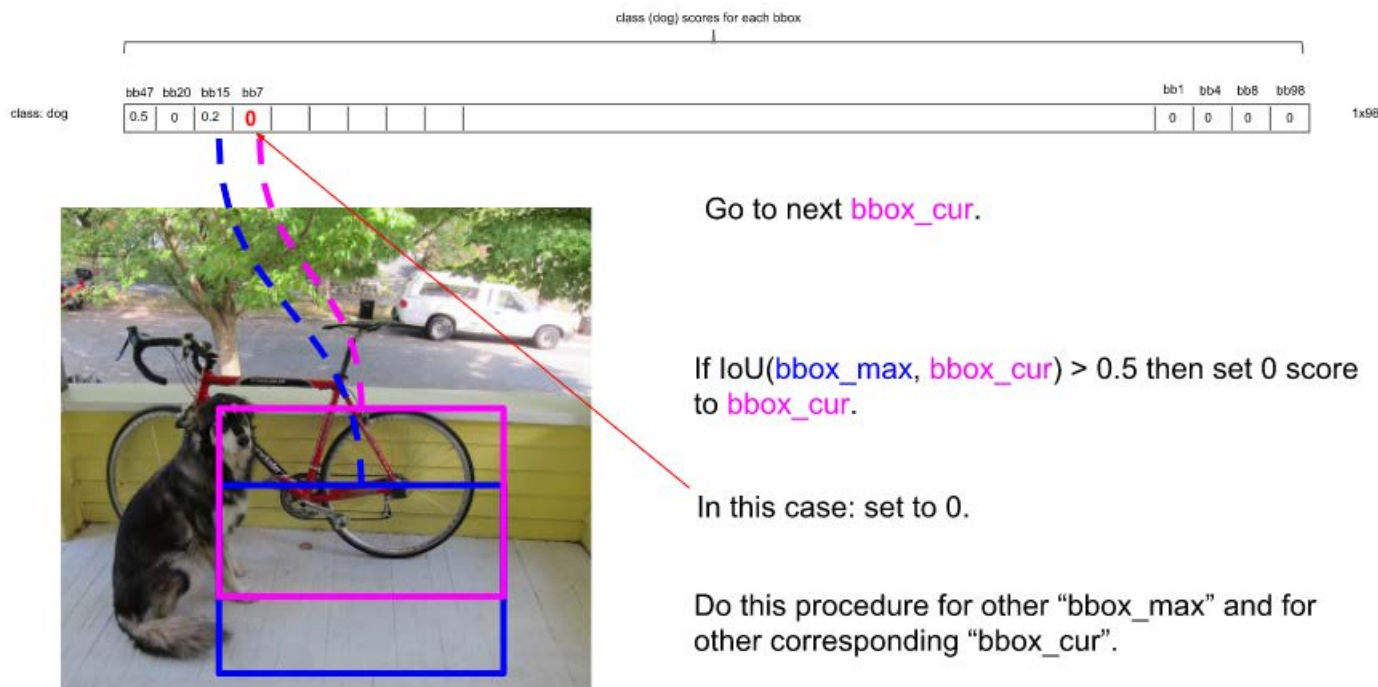 class (dog) scores for each bbox
bb47 bb20 bb15 bb7 bb1 bb4 bb8 bb98
class: dog 0.5 0 0.2 0 0 0 0 0 1x98
Go to next bbox_cur.
If IoU(bbox_max, bbox_cur) > 0.5 then set 0 score
to bbox_cur.
In this case: set to 0.
Do this procedure for other “bbox_max” and for
other corresponding “bbox_cur”.